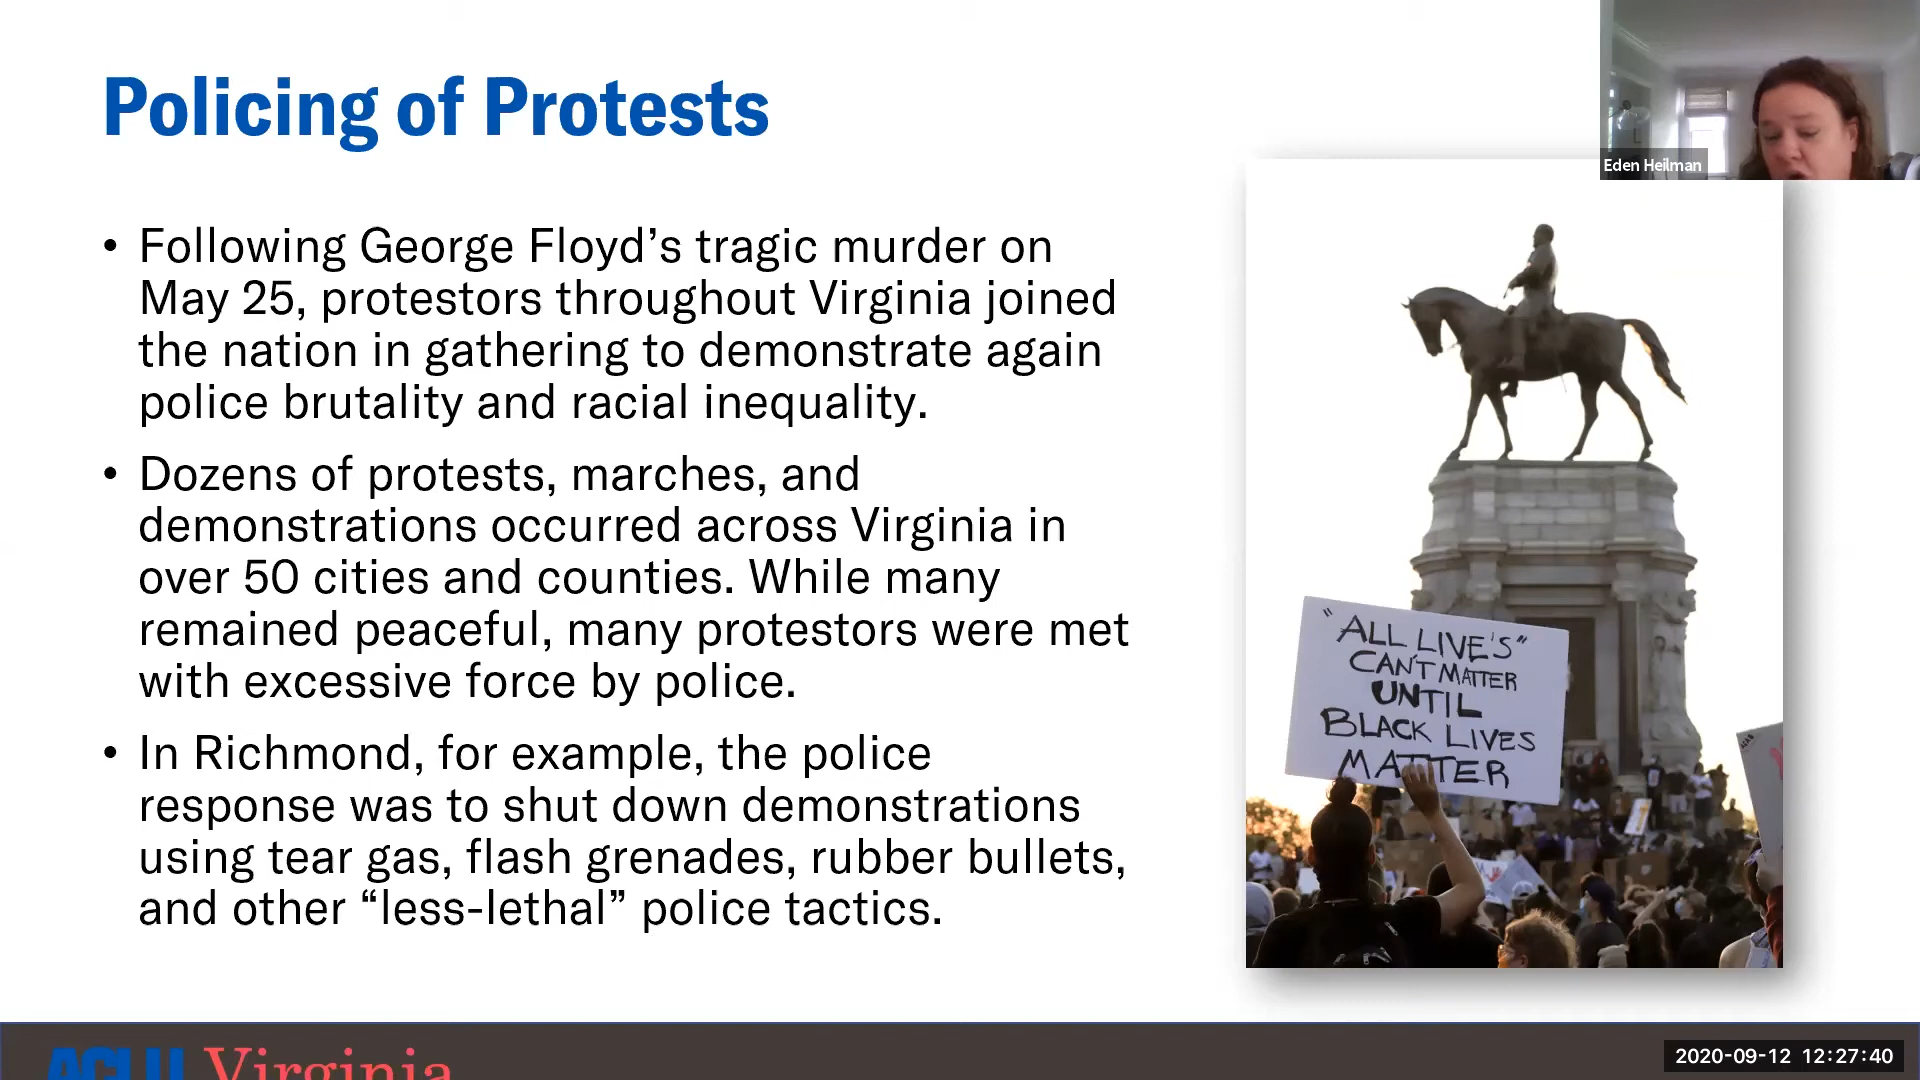 Policing of Protests
Eden Heilman
• Following George Floyd’s tragic murder on
May 25, protestors throughout Virginia joined
the nation in gathering to demonstrate again
police brutality and racial inequality.
• Dozens of protests, marches, and
demonstrations occurred across Virginia in
over 50 cities and counties. While many
remained peaceful, many protestors were met
with excessive force by police.
• In Richmond, for example, the police
response was to shut down demonstrations
using tear gas, flash grenades, rubber bullets,
and other “less-lethal” police tactics.
"ALL LIVE'S"
CAN'T MATTER
UNTIL
BLACK LIVES
MATTER
ACLU Virginia
2020-09-12 12:27:40